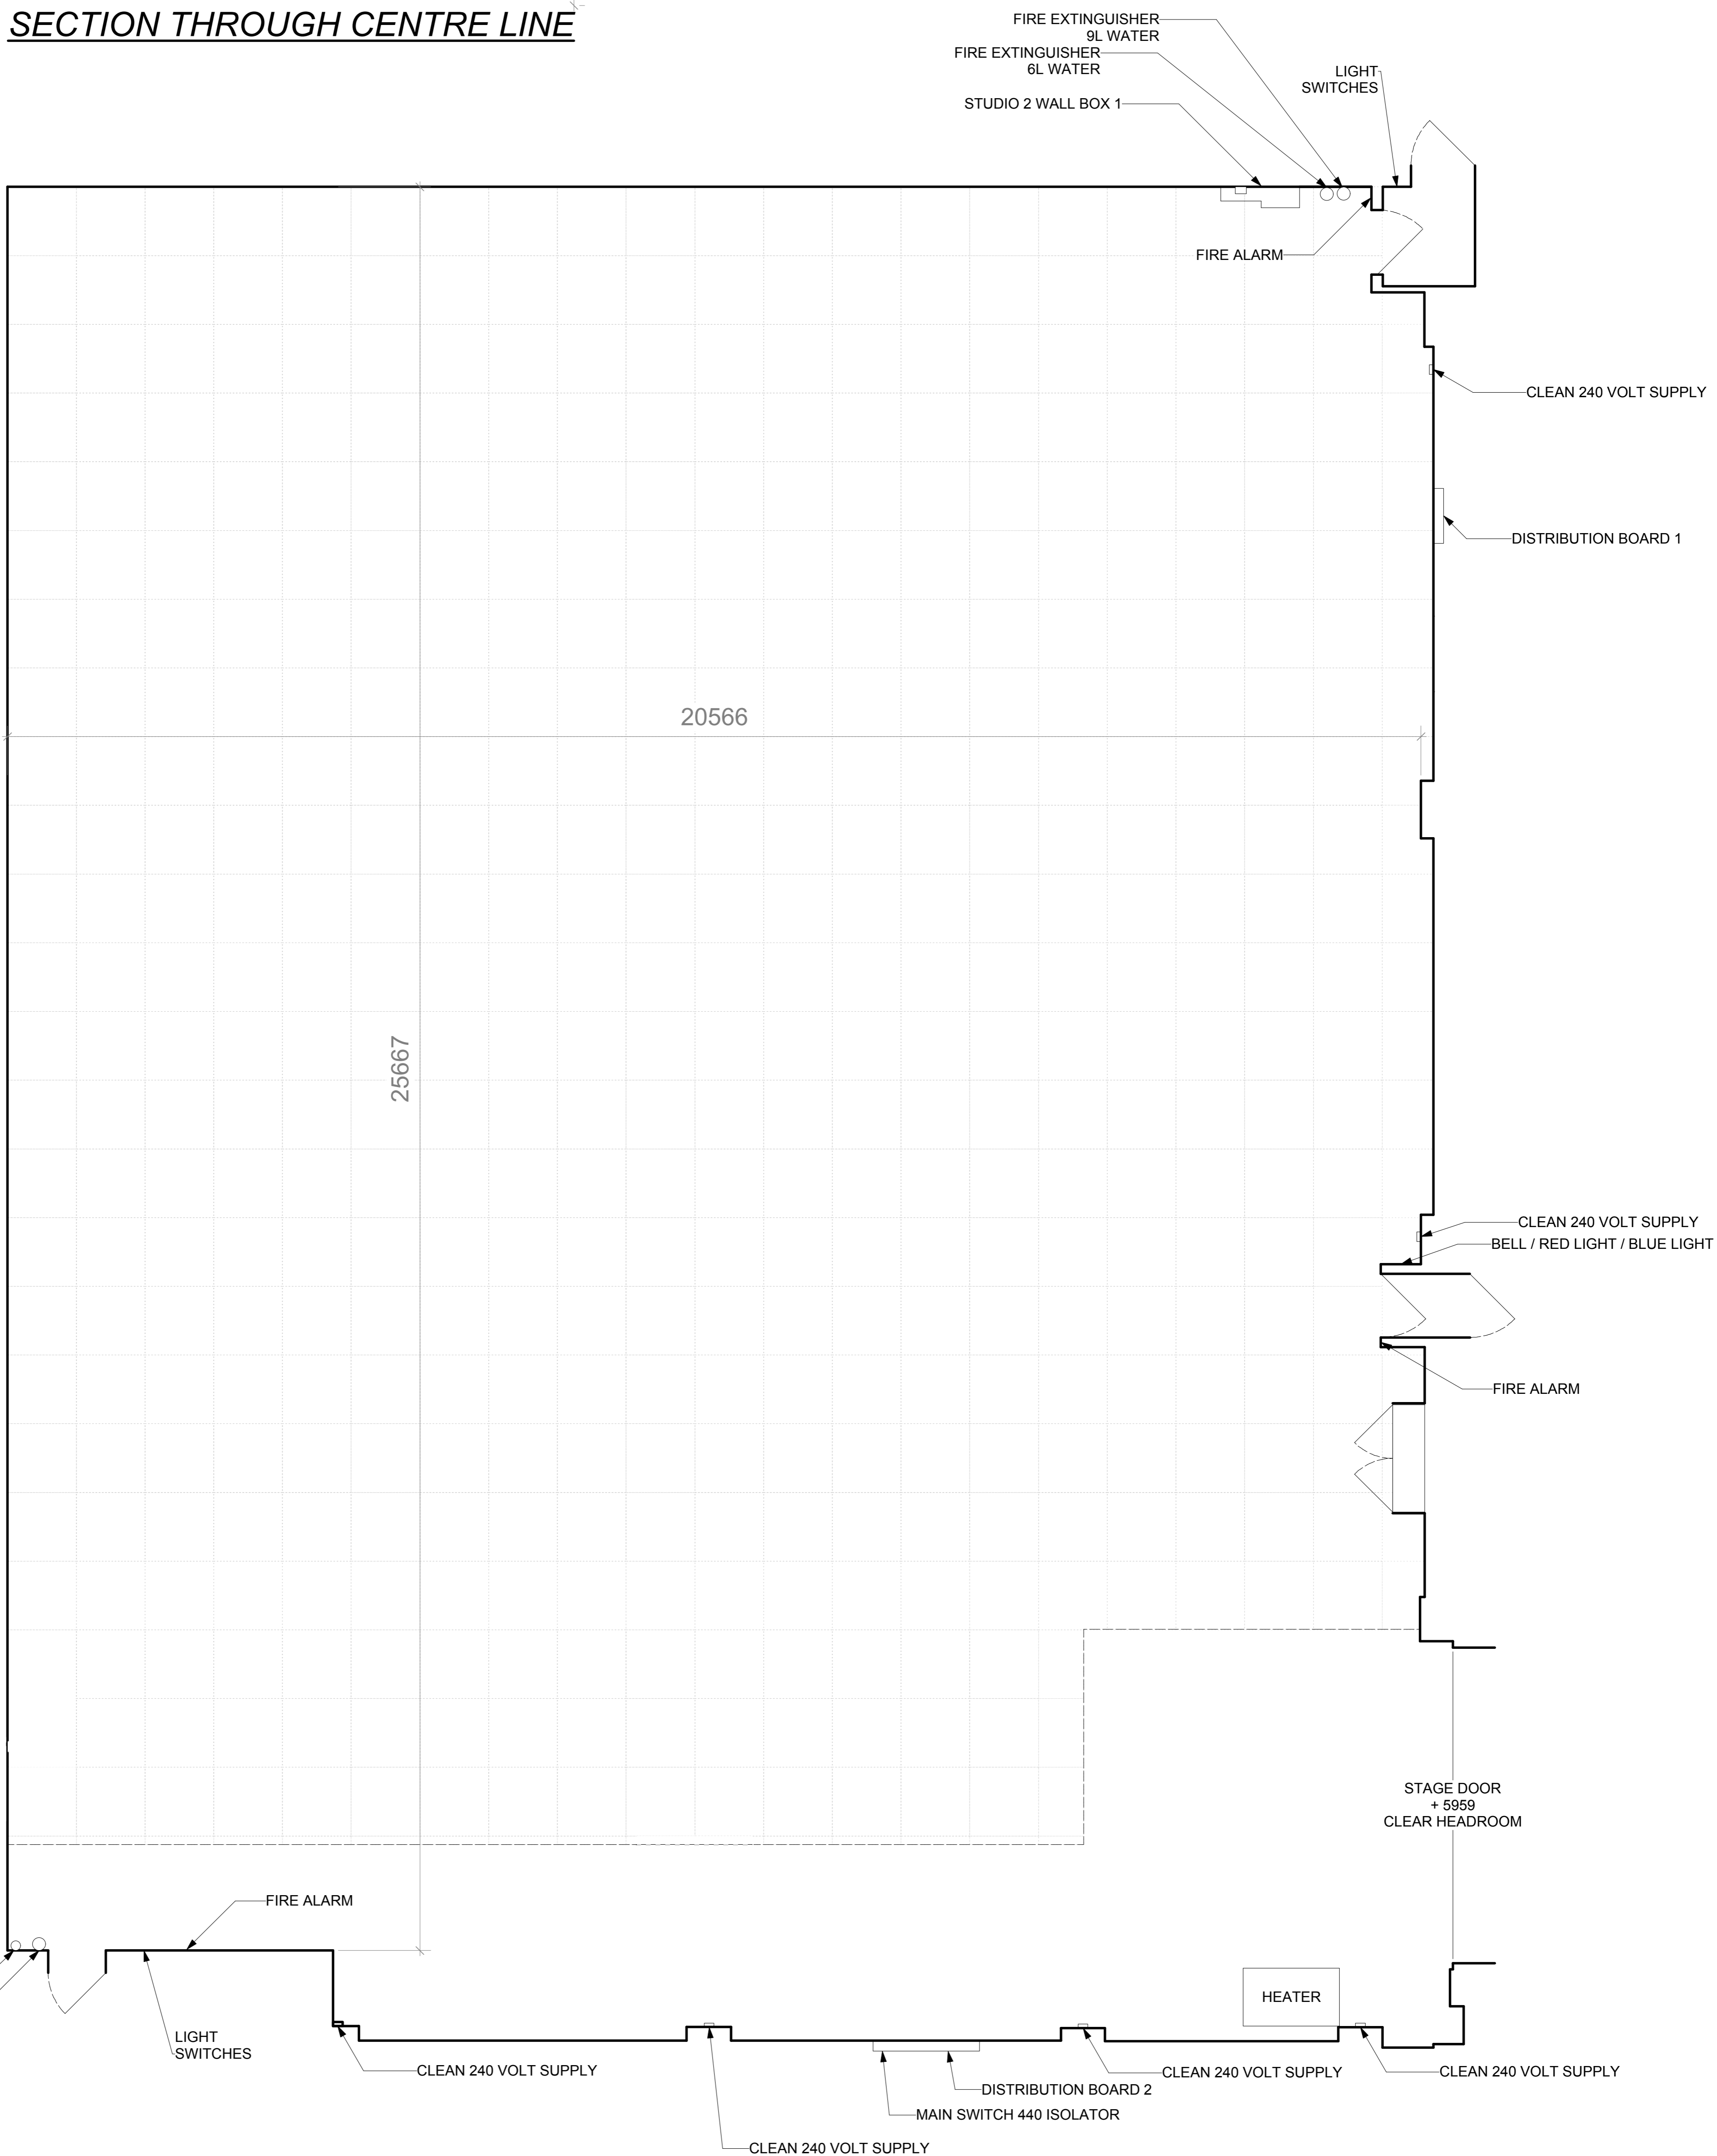 SECTION THROUGH CENTRE LINE
FIRE EXTINGUISHER
9L WATER
FIRE EXTINGUISHER
6L WATER
STUDIO 2 WALL BOX 1
LIGHT
SWITCHES
FIRE ALARM
CLEAN 240 VOLT SUPPLY
DISTRIBUTION BOARD 1
20566
25667
CLEAN 240 VOLT SUPPLY
BELL / RED LIGHT / BLUE LIGHT
FIRE ALARM
STAGE DOOR
+ 5959
CLEAR HEADROOM
FIRE ALARM
HEATER
LIGHT
SWITCHES
CLEAN 240 VOLT SUPPLY
CLEAN 240 VOLT SUPPLY
CLEAN 240 VOLT SUPPLY
DISTRIBUTION BOARD 2
MAIN SWITCH 440 ISOLATOR
CLEAN 240 VOLT SUPPLY